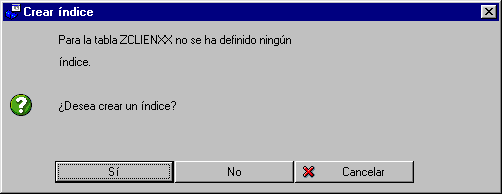 Crear índice
Para la tabla ZCLIENXX no se ha definido ningún
índice.
¿Desea crear un índice?
Sí
No
Cancelar